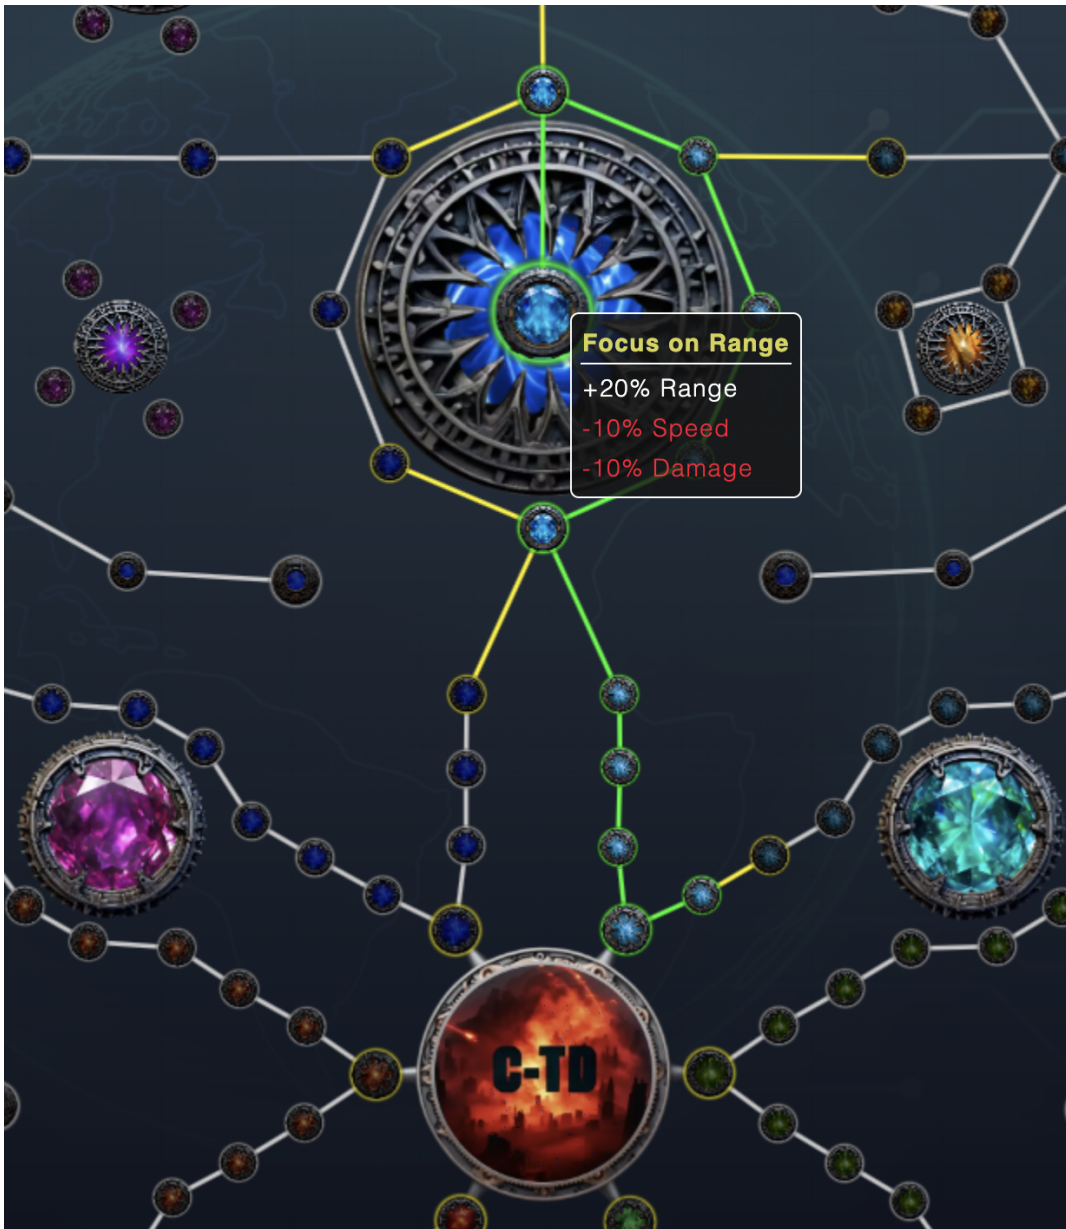 Focus on Range
+20% Range
-10% Speed
-10% Damage
C-TD